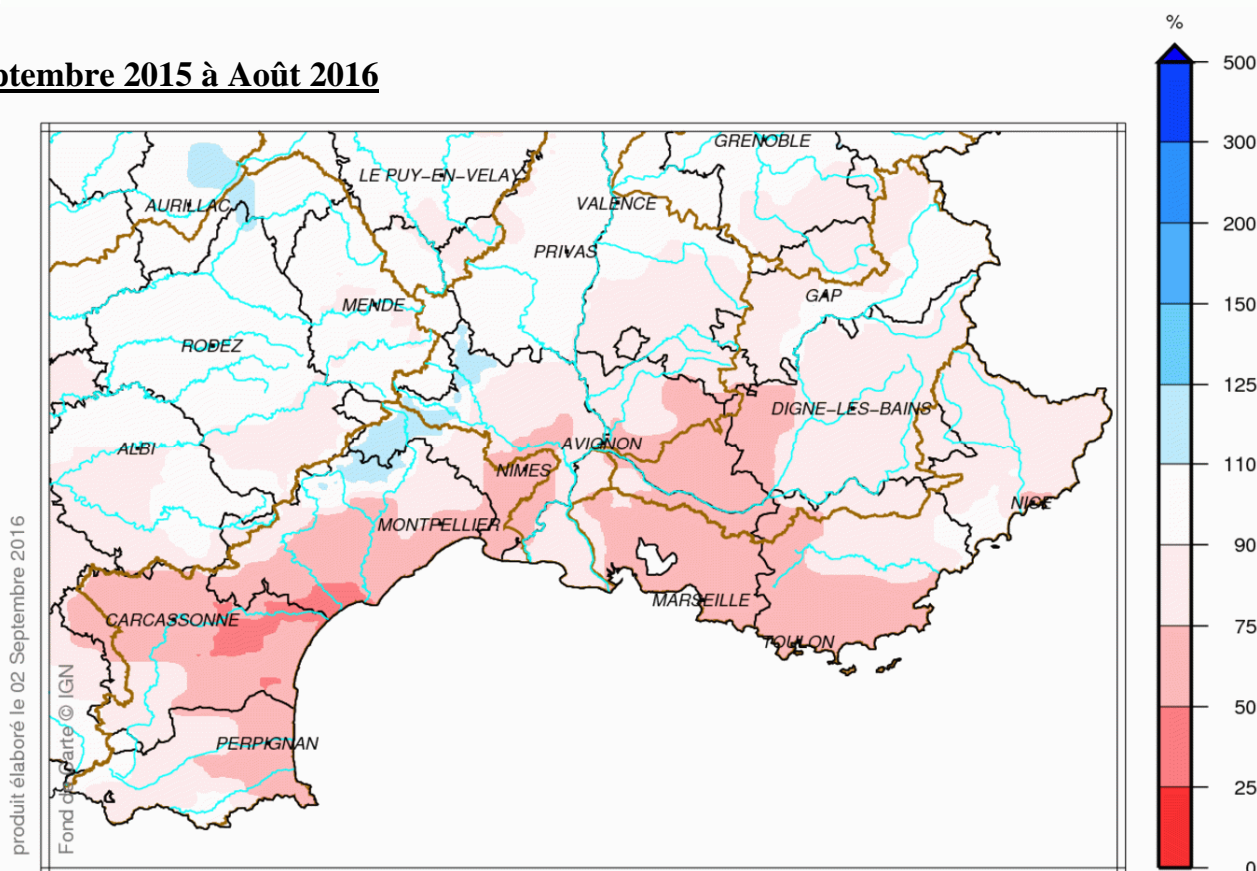 %
ptembre 2015 à Août 2016
500
300
200
150
125
110
90
75
50
25
0
GRENOBLE
LE PUY-EN-VELAY
AURILLAC
VALENCE
PRIVAS
GAP
MENDE
RODEZ
DIGNE-LES-BAINS
ALBI
AVIGNON
NIMES
NICE
MONTPELLIER
MARSEILLE
CARCASSONNE
TOULON
PERPIGNAN
produit élaboré le 02 Septembre 2016
Fond de Carte © IGN